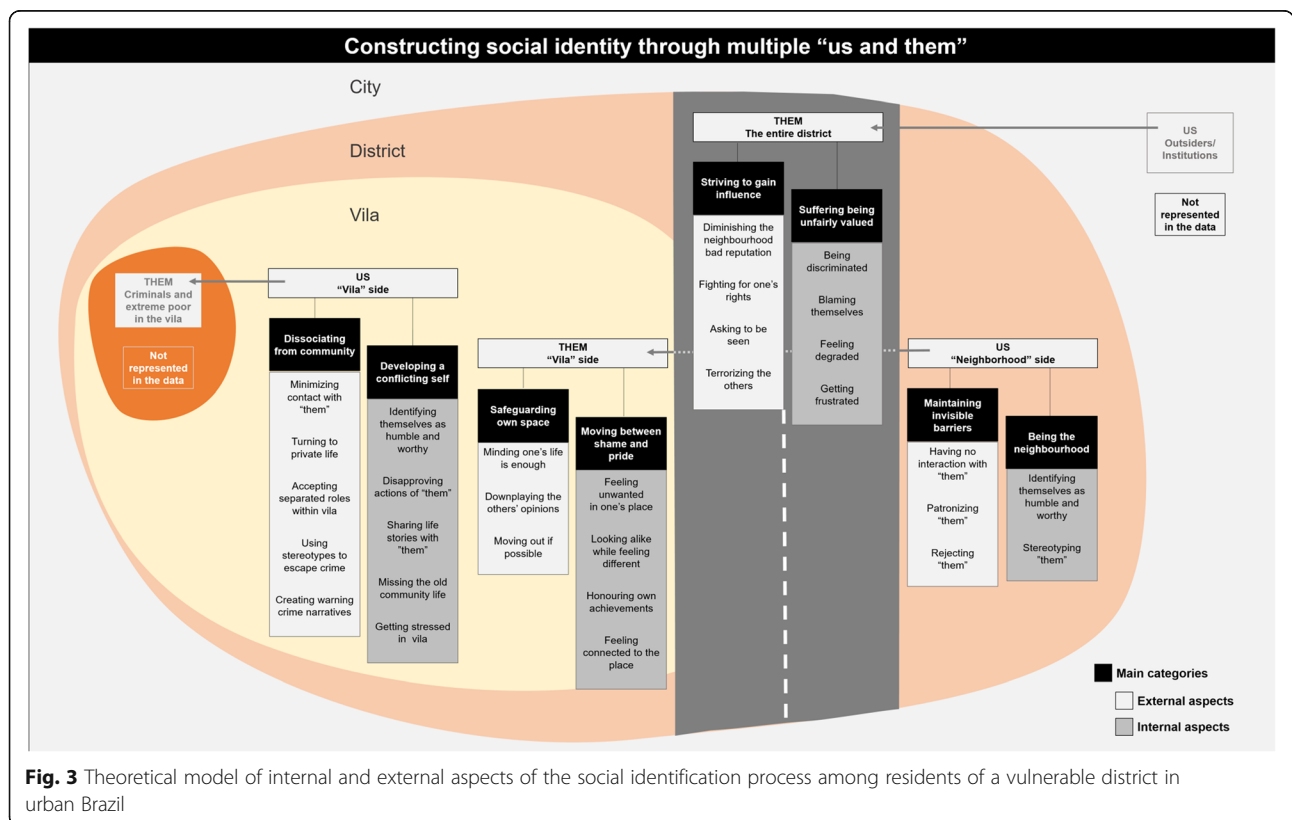 Constructing social identity through multiple “us and them”
City
District
Vila
THEM
The entire district
US
Outsiders/
Institutions
Not
represented
in the data
Striving to gain
influence
Diminishing the
neighbourhood
bad reputation
Fighting for one’s
rights
Asking to be
seen
Terrorizing the
others
Suffering being
unfairly valued
Being
discriminated
Blaming
themselves
Feeling
degraded
Getting
frustrated
THEM
Criminals and
extreme poor
in the vila
Not
represented
in the data
US
“Vila” side
Dissociating
from community
Minimizing
contact with
“them”
Turning to
private life
Accepting
separated roles
within vila
Using
stereotypes to
escape crime
Creating warning
crime narratives
Developing a
conflicting self
Identifying
themselves as
humble and
worthy
Disapproving
actions of “them”
Sharing life
stories with
”them”
Missing the old
community life
Getting stressed
in vila
THEM
“Vila” side
Safeguarding
own space
Minding one’s life
is enough
Downplaying the
others’ opinions
Moving out if
possible
Moving between
shame and
pride
Feeling
unwanted
in one’s place
Looking alike
while feeling
different
Honouring own
achievements
Feeling
connected to the
place
US
“Neighborhood” side
Maintaining
invisible
barriers
Having no
interaction with
“them”
Patronizing
“them”
Rejecting
“them”
Being the
neighbourhood
Identifying
themselves as
humble and
worthy
Stereotyping
”them”
Main categories
External aspects
Internal aspects
Fig. 3 Theoretical model of internal and external aspects of the social identification process among residents of a vulnerable district in
urban Brazil